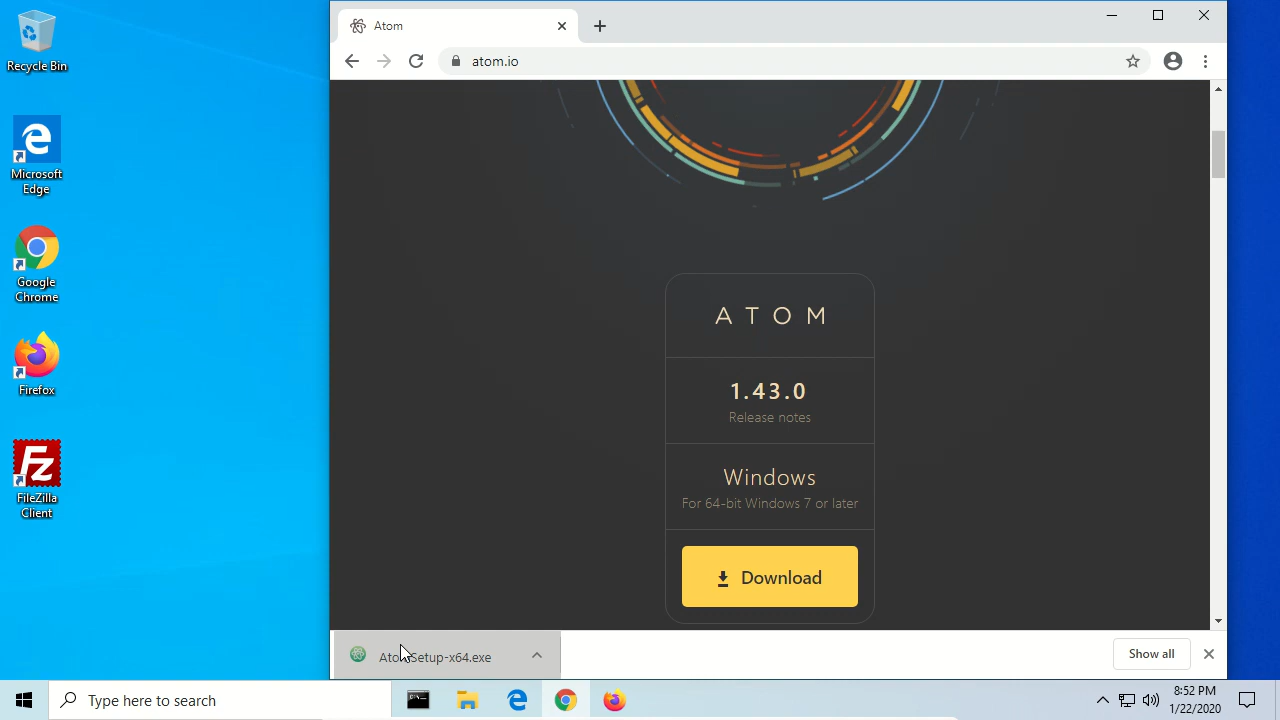 Recycle Bin
Microsoft
Edge
Google
Chrome
Firefox
FileZilla
Client
Atom
atom.io
ATOM
1.43.0
Release notes
Windows
For 64-bit Windows 7 or later
Download
Setup-x64.exe
Show all
Type here to search
8:52 PM
1/22/2020